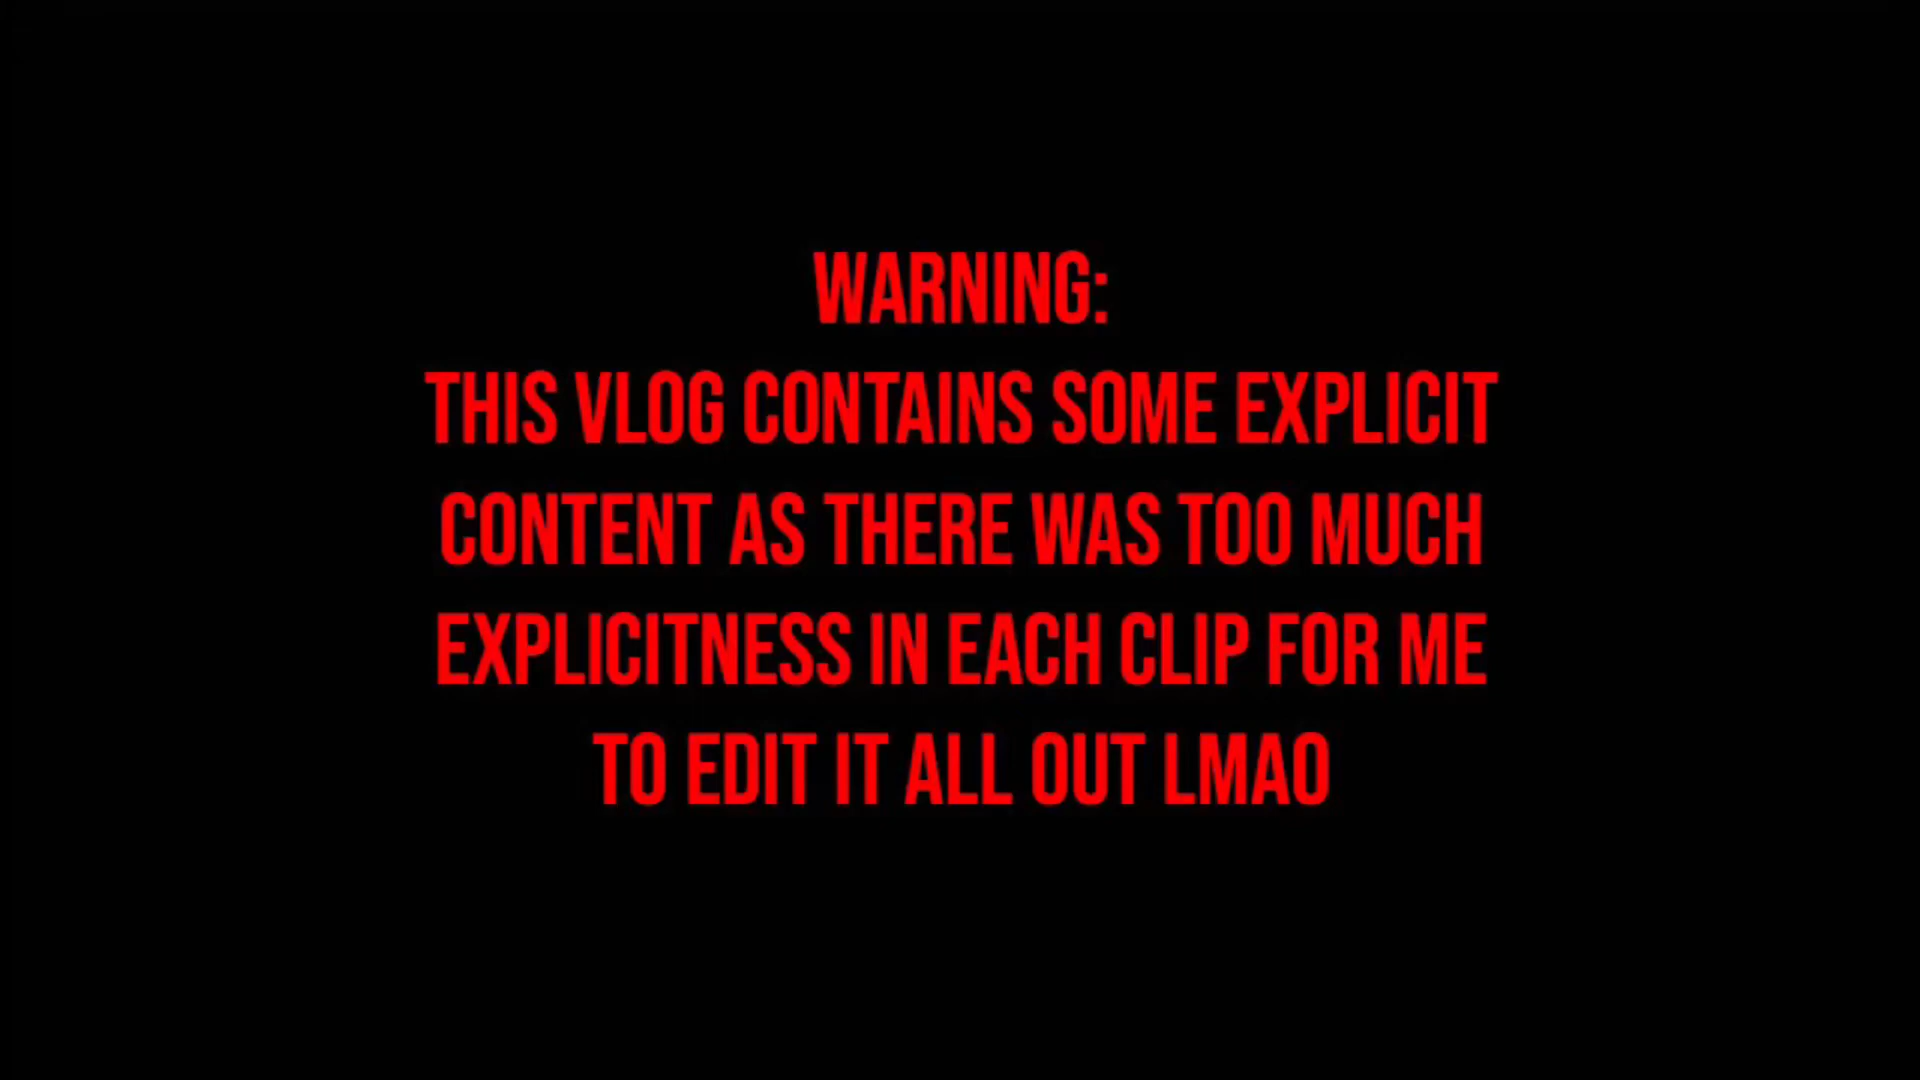 WARNING:
THIS VLOG CONTAINS SOME EXPLICIT
CONTENT AS THERE WAS TOO MUCH
EXPLICITNESS IN EACH CLIP FOR ME
TO EDIT IT ALL OUT LMAO